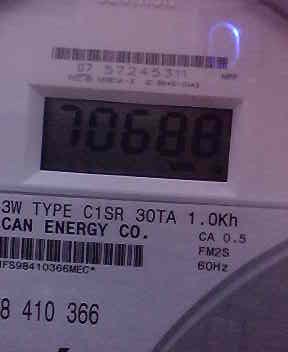 07 57245311
70688
3W TYPE C1SR 30TA 1.0Kh
CAN ENERGY CO.
CA 0.5
FM2S
60Hz
IFS98410366MEC*
8 410 366